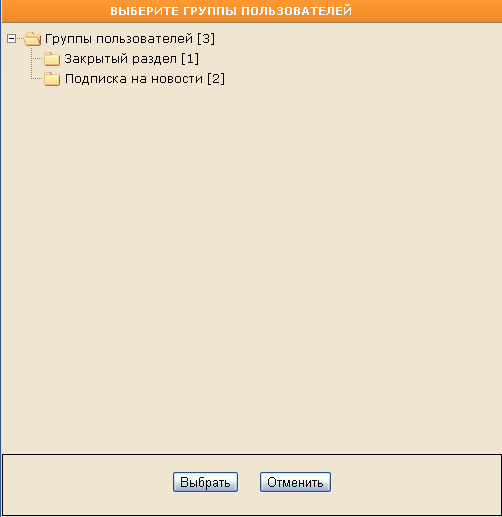 ВЫБЕРИТЕ ГРУППЫ ПОЛЬЗОВАТЕЛЕЙ
Группы пользователей [3]
Закрытый раздел [1]
Подписка на новости [2]
Выбрать Отменить